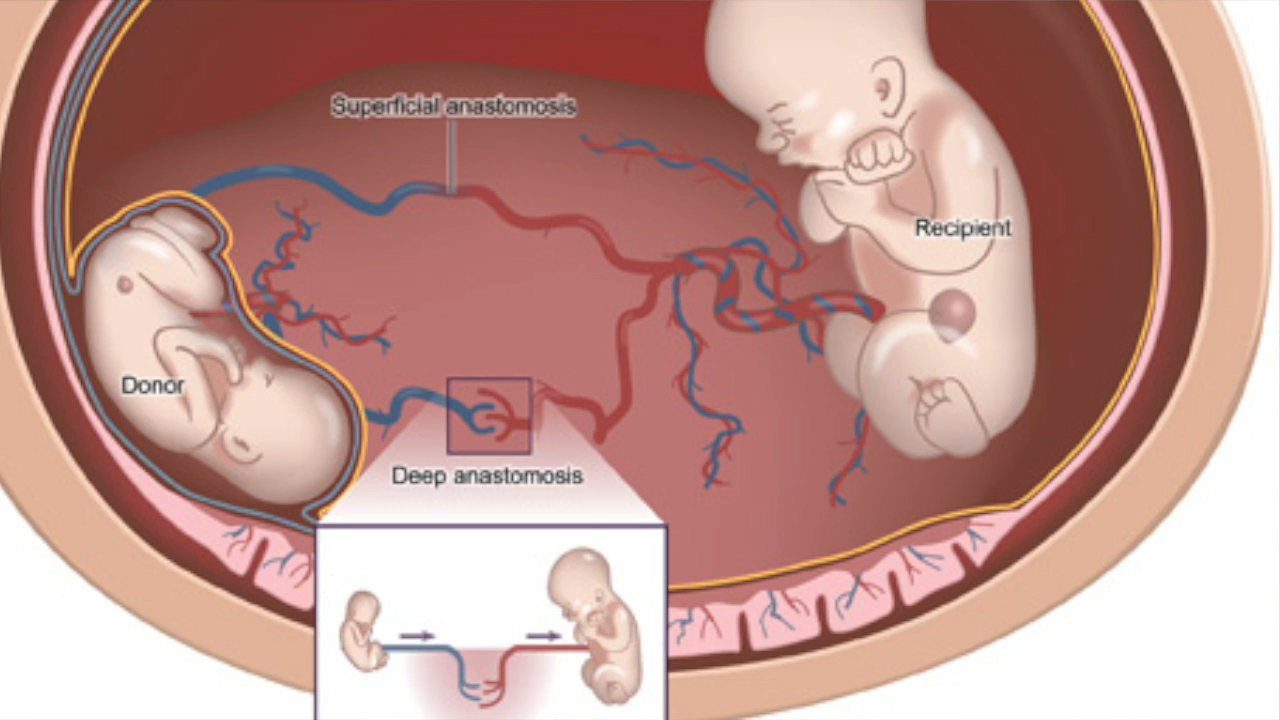 Superficial anastomosis
Recipient
Donor
Deep anastomosis